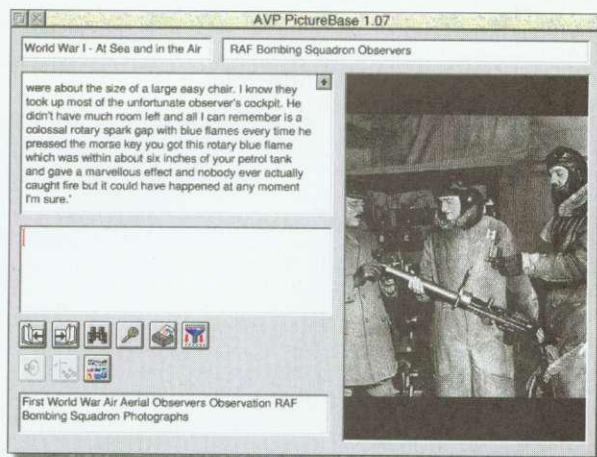 AVP PictureBase 1.07
World War I - At Sea and in the Air
RAF Bombing Squadron Observers
were about the size of a large easy chair. I know they
took up most of the unfortunate observer's cockpit. He
didn't have much room left and all I can remember is a
colossal rotary spark gap with blue flames every time he
pressed the morse key you got this rotary blue flame
which was within about six inches of your petrol tank
and gave a marvellous effect and nobody ever actually
caught fire but it could have happened at any moment
I'm sure.'
First World War Air Aerial Observers Observation RAF
Bombing Squadron Photographs